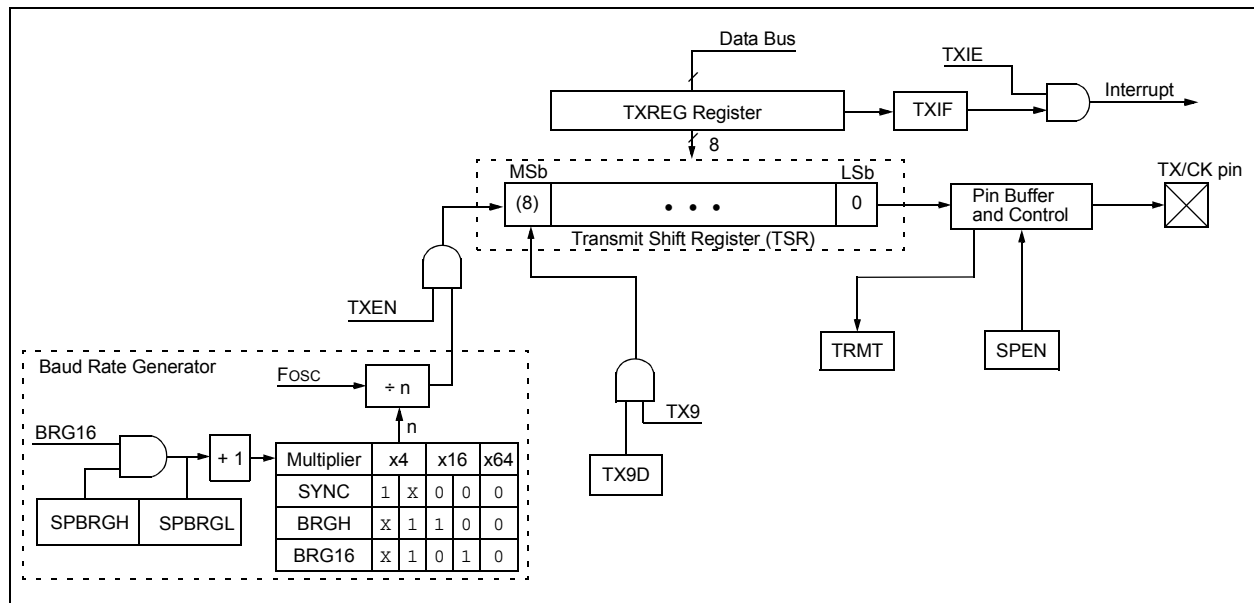 Data Bus
TXIE
Interrupt
TXREG Register
TXIF
8
MSb
LSb
TX/CK pin
(8)
• • •
0
Pin Buffer
and Control
Transmit Shift Register (TSR)
TXEN
TRMT
SPEN
Baud Rate Generator
FOSC
÷ n
TX9
n
BRG16
+ 1
Multiplier x4 x16 x64
TX9D
SYNC 1 X 0 0 0
SPBRGH SPBRGL
BRGH X 1 1 0 0
BRG16 X 1 0 1 0